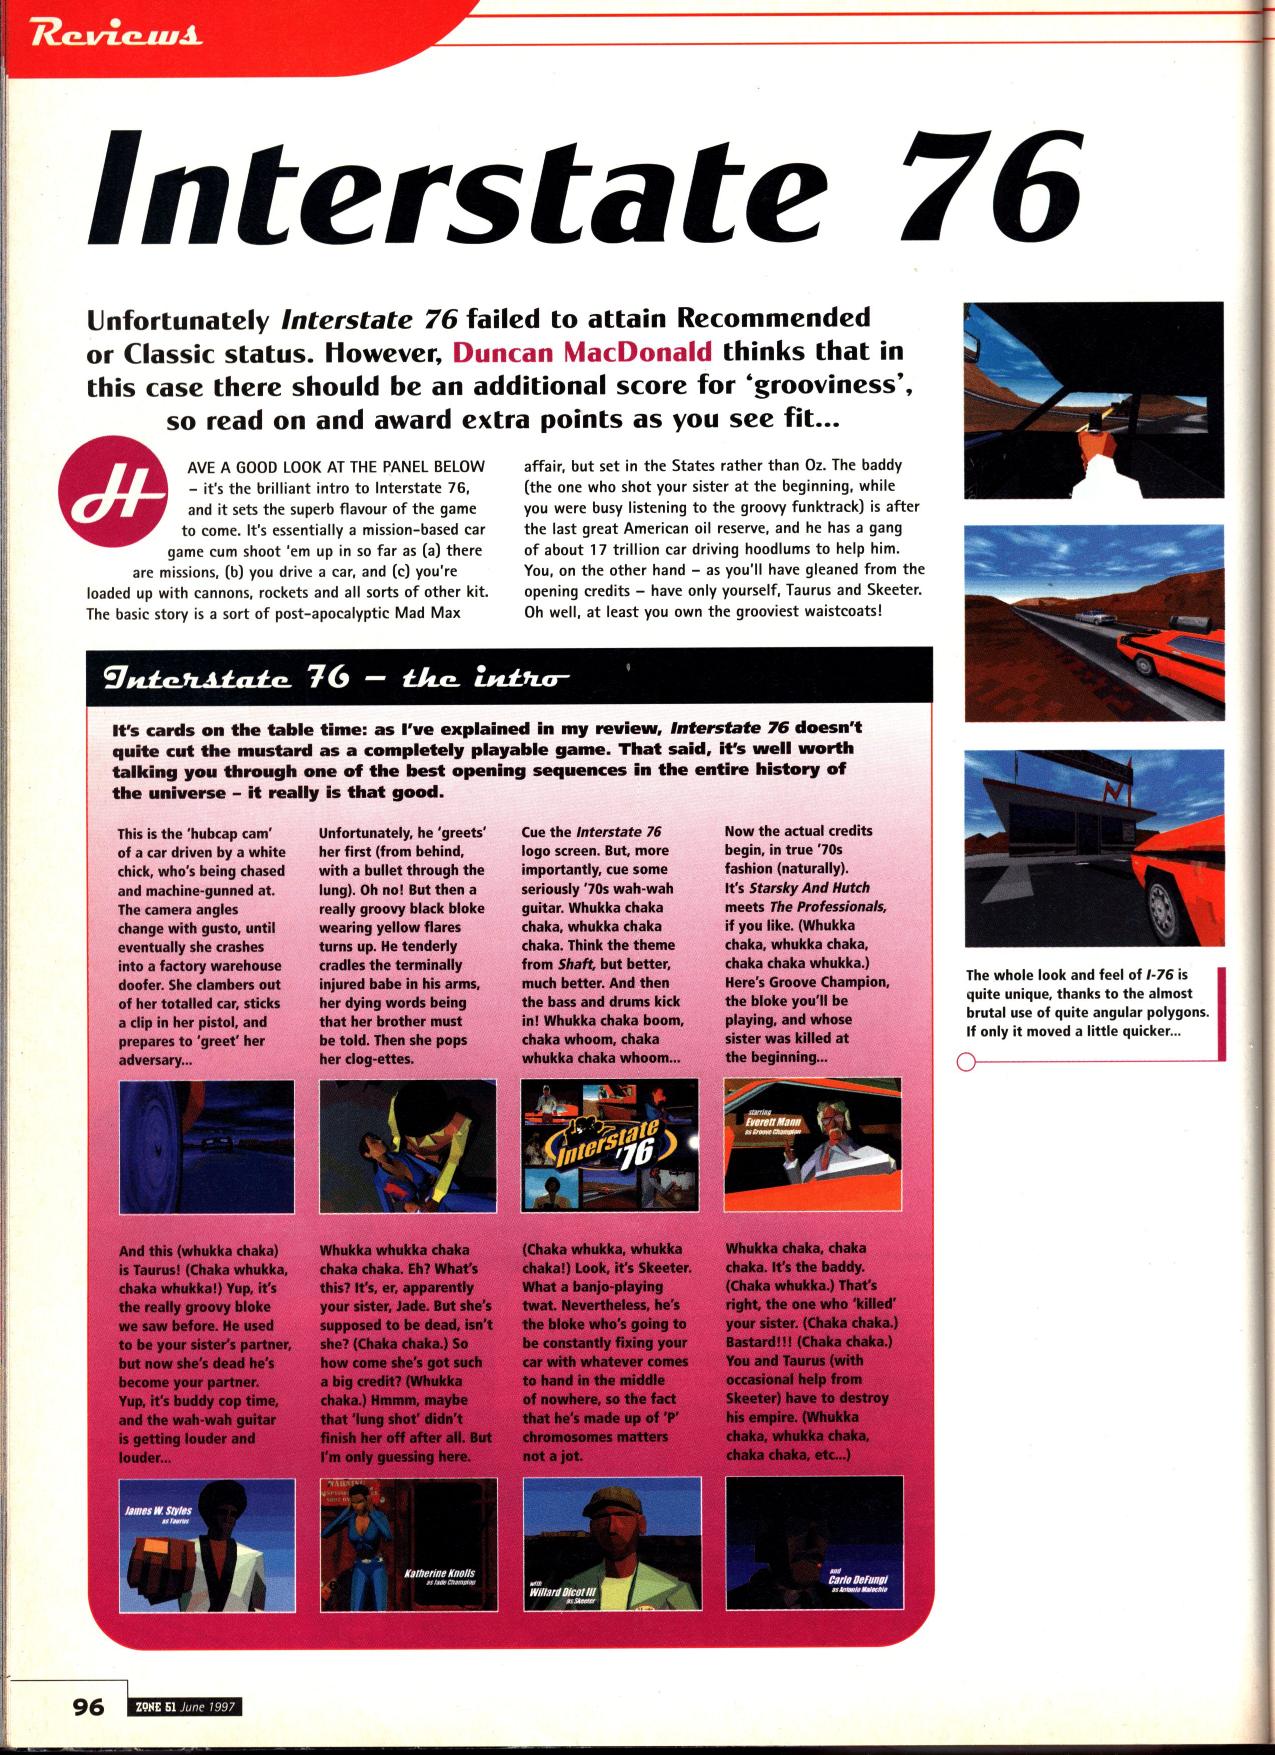 Reviews
Interstate 76
Unfortunately Interstate 76 failed to attain Recommended
or Classic status. However, Duncan MacDonald thinks that in
this case there should be an additional score for ‘grooviness’,
so read on and award extra points as you see fit...
HAVE A GOOD LOOK AT THE PANEL BELOW
– it’s the brilliant intro to Interstate 76,
and it sets the superb flavour of the game
to come. It’s essentially a mission-based car
game cum shoot ’em up in so far as (a) there
are missions, (b) you drive a car, and (c) you’re
loaded up with cannons, rockets and all sorts of other kit.
The basic story is a sort of post-apocalyptic Mad Max
affair, but set in the States rather than Oz. The baddy
(the one who shot your sister at the beginning, while
you were busy listening to the groovy funktrack) is after
the last great American oil reserve, and he has a gang
of about 17 trillion car driving hoodlums to help him.
You, on the other hand – as you’ll have gleaned from the
opening credits – have only yourself, Taurus and Skeeter.
Oh well, at least you own the grooviest waistcoats!
Interstate 76 – the intro
It’s cards on the table time: as I’ve explained in my review, Interstate 76 doesn’t
quite cut the mustard as a completely playable game. That said, it’s well worth
talking you through one of the best opening sequences in the entire history of
the universe – it really is that good.
This is the ‘hubcap cam’
of a car driven by a white
chick, who’s being chased
and machine-gunned at.
The camera angles
change with gusto, until
eventually she crashes
into a factory warehouse
doofer. She clambers out
of her totalled car, sticks
a clip in her pistol, and
prepares to ‘greet’ her
adversary...
Unfortunately, he ‘greets’
her first (from behind,
with a bullet through the
lung). Oh no! But then a
really groovy black bloke
wearing yellow flares
turns up. He tenderly
cradles the terminally
injured babe in his arms,
her dying words being
that her brother must
be told. Then she pops
her clog-ettes.
Cue the Interstate 76
logo screen. But, more
importantly, cue some
seriously ’70s wah-wah
guitar. Whukka chaka
chaka, whukka chaka
chaka. Think the theme
from Shaft, but better,
much better. And then
the bass and drums kick
in! Whukka chaka boom,
chaka whoom, chaka
whukka chaka whoom...
Now the actual credits
begin, in true ’70s
fashion (naturally).
It’s Starsky And Hutch
meets The Professionals,
if you like. (Whukka
chaka, whukka chaka,
chaka chaka whukka.)
Here’s Groove Champion,
the bloke you’ll be
playing, and whose
sister was killed at
the beginning...
Interstate
’76
starring
Everett Mann
as Groove Champion
And this (whukka chaka)
is Taurus! (Chaka whukka,
chaka whukka!) Yup, it’s
the really groovy bloke
we saw before. He used
to be your sister’s partner,
but now she’s dead he’s
become your partner.
Yup, it’s buddy cop time,
and the wah-wah guitar
is getting louder and
louder...
Whukka whukka chaka
chaka chaka. Eh? What’s
this? It’s, er, apparently
your sister, Jade. But she’s
supposed to be dead, isn’t
she? (Chaka chaka.) So
how come she’s got such
a big credit? (Whukka
chaka.) Hmmm, maybe
that ‘lung shot’ didn’t
finish her off after all. But
I’m only guessing here.
(Chaka whukka, whukka
chaka!) Look, it’s Skeeter.
What a banjo-playing
twat. Nevertheless, he’s
the bloke who’s going to
be constantly fixing your
car with whatever comes
to hand in the middle
of nowhere, so the fact
that he’s made up of ‘P’
chromosomes matters
not a jot.
Whukka chaka, chaka
chaka. It’s the baddy.
(Chaka whukka.) That’s
right, the one who ‘killed’
your sister. (Chaka chaka.)
Bastard!!! (Chaka chaka.)
You and Taurus (with
occasional help from
Skeeter) have to destroy
his empire. (Whukka
chaka, whukka chaka,
chaka chaka, etc...)
James W. Styles
as Taurus
WARNING
Katherine Knolls
as Jade Champion
with
Willard Dicot III
as Skeeter
and
Carlo DeFungi
as Antonio Malochio
The whole look and feel of I-76 is
quite unique, thanks to the almost
brutal use of quite angular polygons.
If only it moved a little quicker...
96
ZONE 51 June 1997